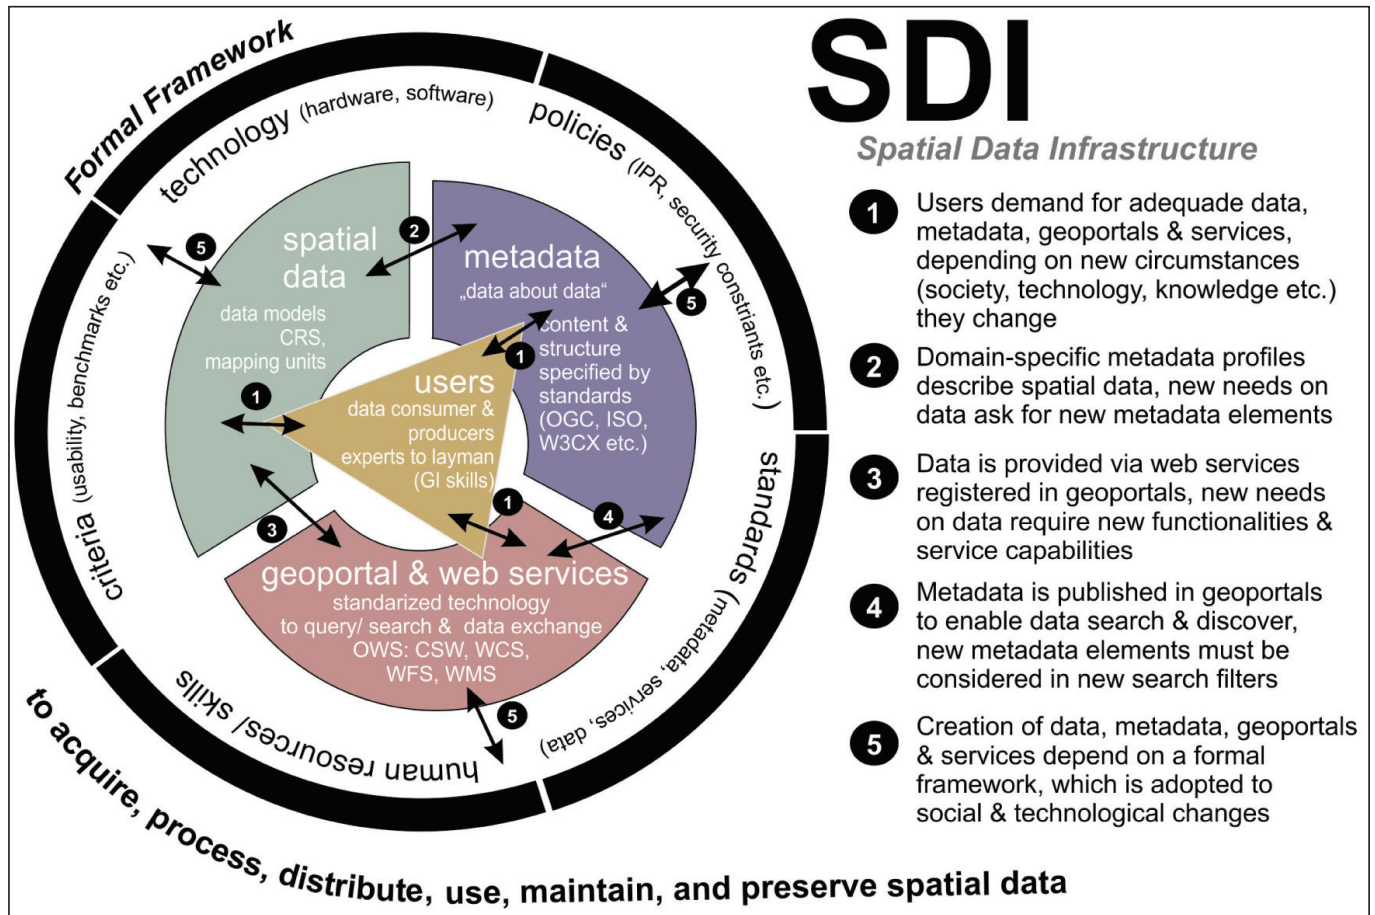 SDI
Spatial Data Infrastructure
Formal Framework
technology (hardware, software)
policies (IPR, security constriants etc.)
standards (metadata, services, data)
human resources/ skills
criteria (usability, benchmarks etc.)
spatial
data
data models
CRS,
mapping units
metadata
„data about data“
content &
structure
specified by
standards
(OGC, ISO,
W3CX etc.)
users
data consumer &
producers
experts to layman
(GI skills)
geoportal & web services
standarized technology
to query/ search & data exchange
OWS: CSW, WCS,
WFS, WMS
5
2
5
1
1
1
3
4
5
to acquire, process, distribute, use, maintain, and preserve spatial data
1 Users demand for adequade data,
metadata, geoportals & services,
depending on new circumstances
(society, technology, knowledge etc.)
they change
2 Domain-specific metadata profiles
describe spatial data, new needs on
data ask for new metadata elements
3 Data is provided via web services
registered in geoportals, new needs
on data require new functionalities &
service capabilities
4 Metadata is published in geoportals
to enable data search & discover,
new metadata elements must be
considered in new search filters
5 Creation of data, metadata, geoportals
& services depend on a formal
framework, which is adopted to
social & technological changes